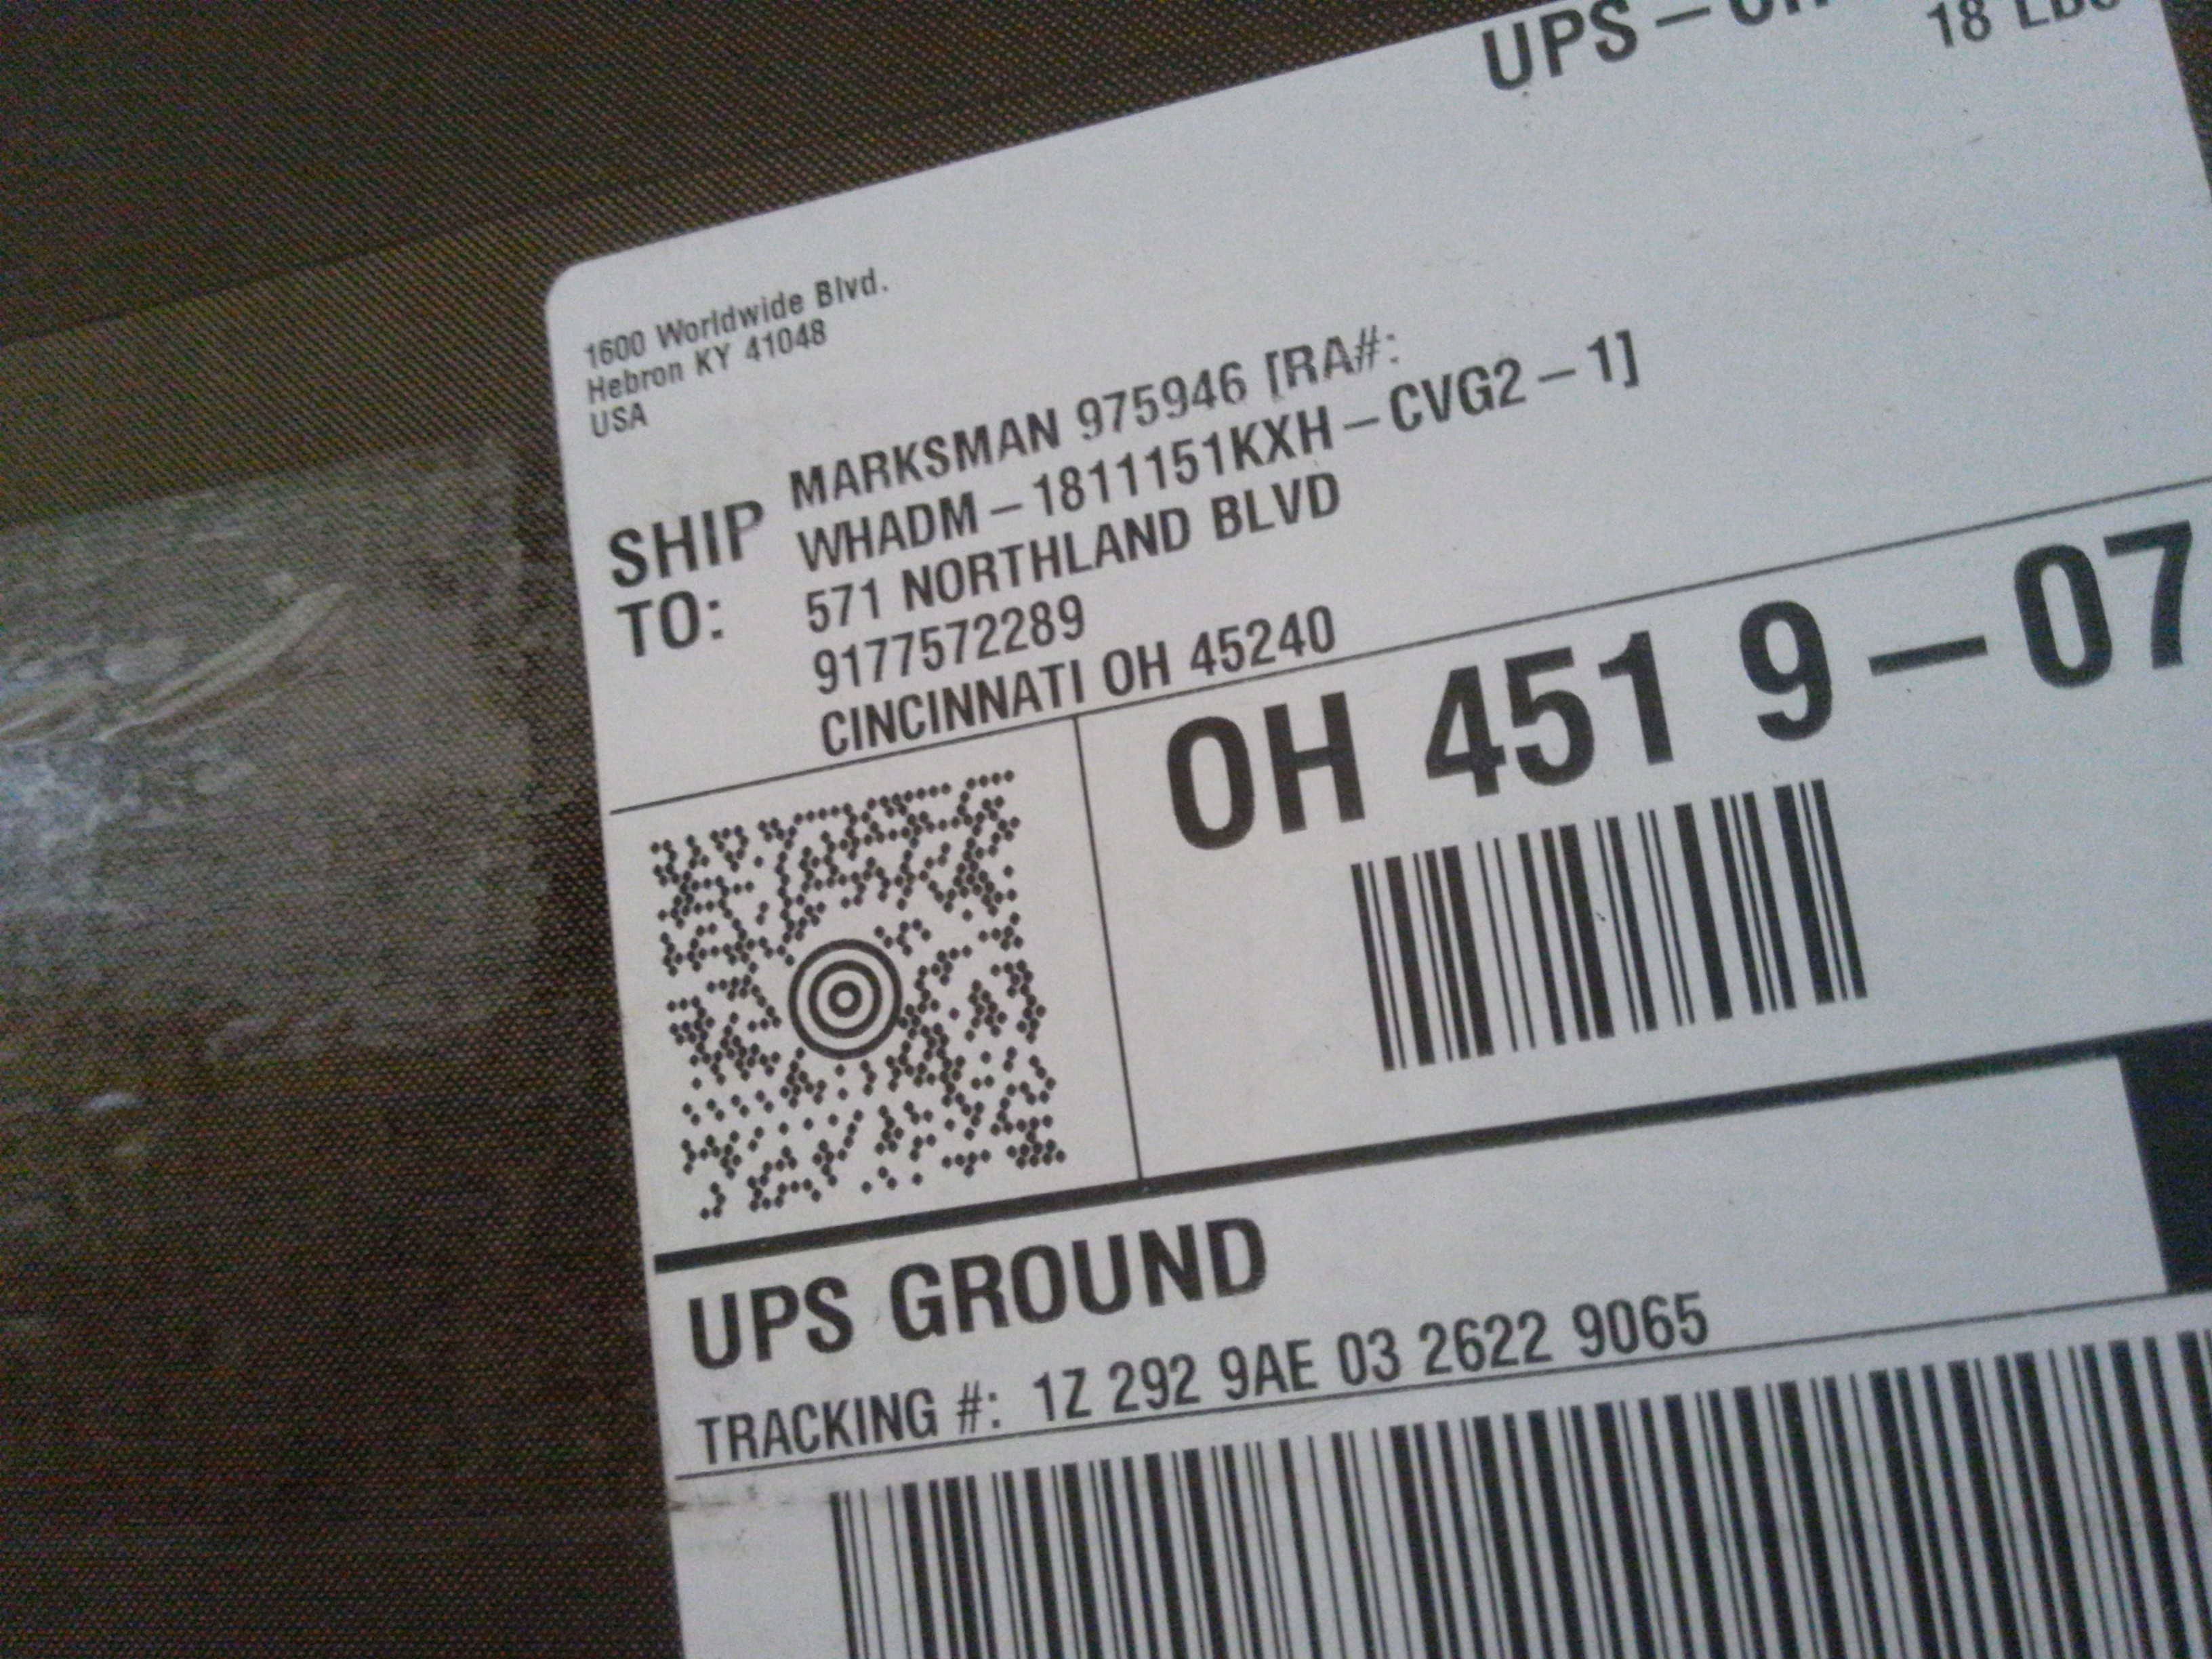 UPS –
18
1600 Worldwide Blvd.
Hebron KY 41048
USA
SHIP TO:
MARKSMAN 975946 [RA#:
WHADM – 1811151KXH – CVG2 – 1]
571 NORTHLAND BLVD
9177572289
CINCINNATI OH 45240
OH 451 9 – 07
UPS GROUND
TRACKING #: 1Z 292 9AE 03 2622 9065